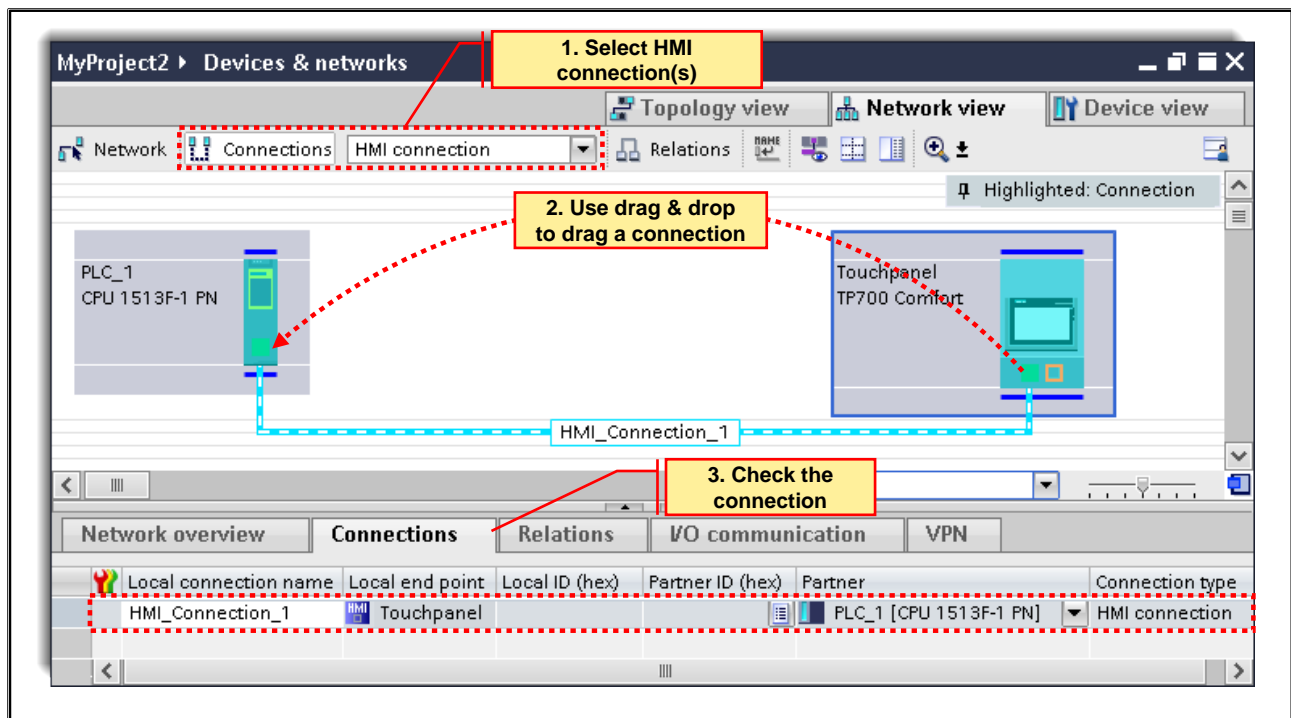 1. Select HMI
connection(s)
MyProject2 ▸ Devices & networks
Topology view Network view Device view
Network Connections HMI connection Relations NAME
Highlighted: Connection
2. Use drag & drop
to drag a connection
PLC_1
CPU 1513F-1 PN
Touchpanel
TP700 Comfort
HMI_Connection_1
3. Check the
connection
Network overview Connections Relations I/O communication VPN
Local connection name Local end point Local ID (hex) Partner ID (hex) Partner Connection type
HMI_Connection_1 HMI Touchpanel PLC_1 [CPU 1513F-1 PN] HMI connection